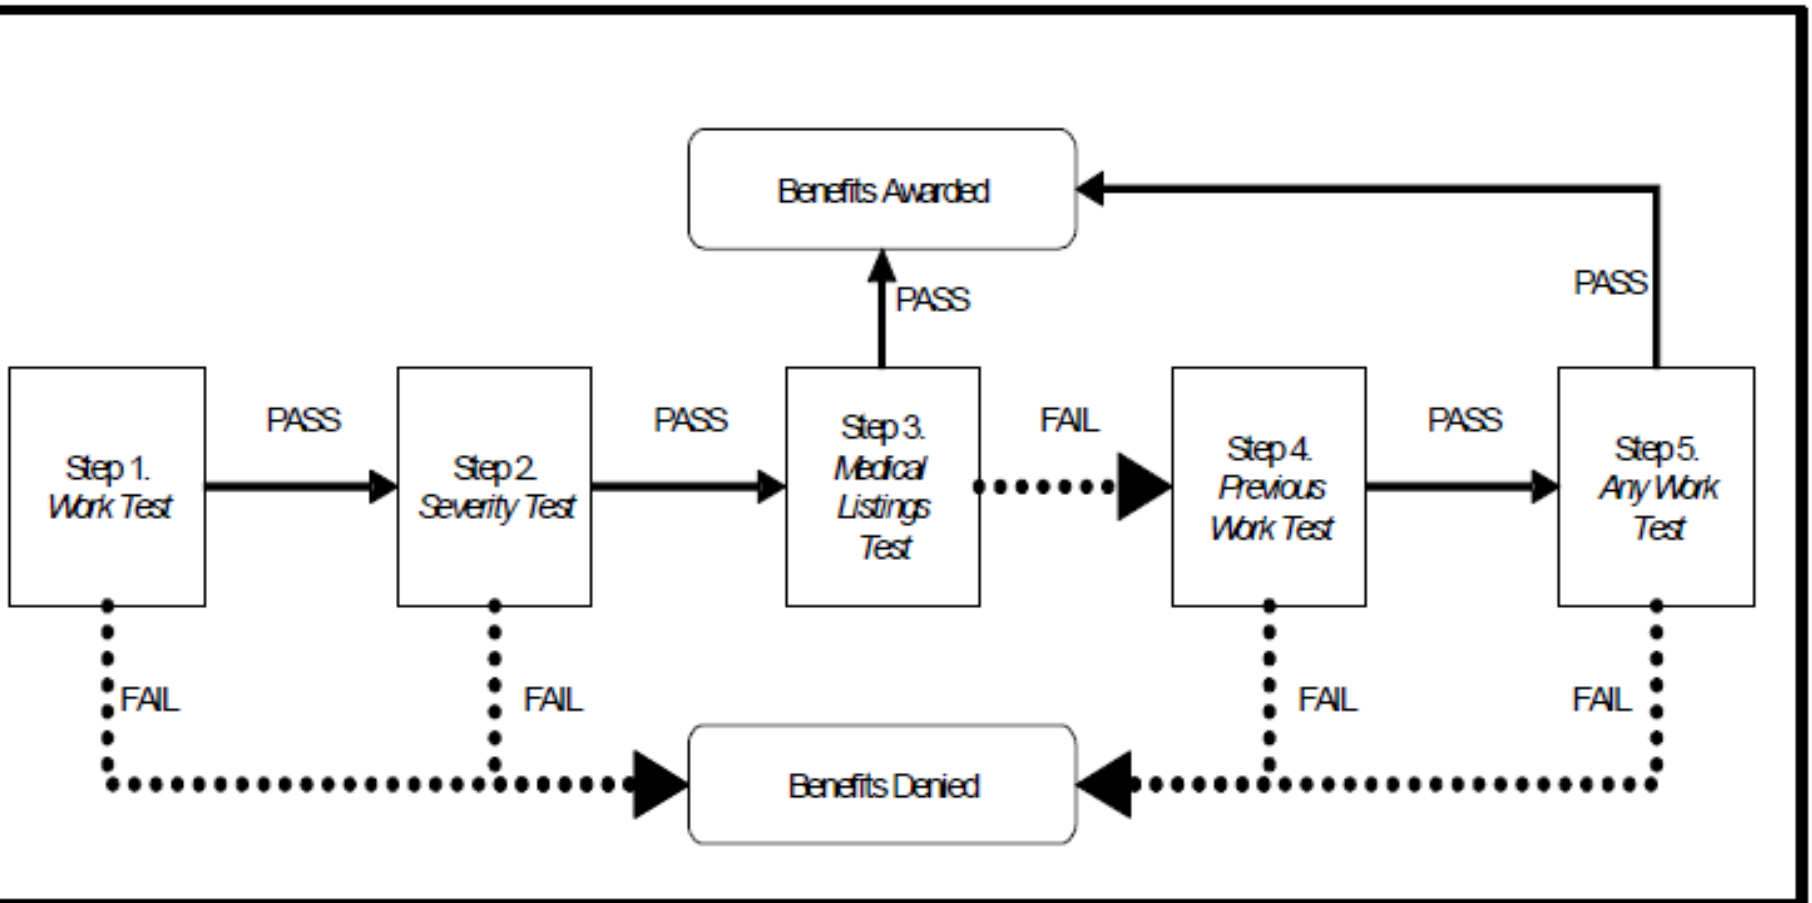 Benefits Awarded
PASS
PASS
PASS
PASS
FAIL
PASS
Step 1.
Work Test
Step 2.
Severity Test
Step 3.
Medical
Listings
Test
Step 4.
Previous
Work Test
Step 5.
Any Work
Test
FAIL
FAIL
FAIL
FAIL
Benefits Denied